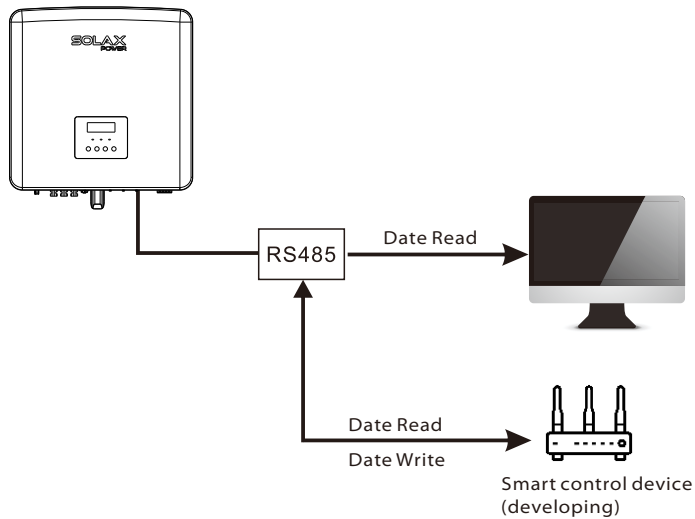 SOLAX
POWER
RS485
Date Read
Date Read
Date Write
Smart control device
(developing)